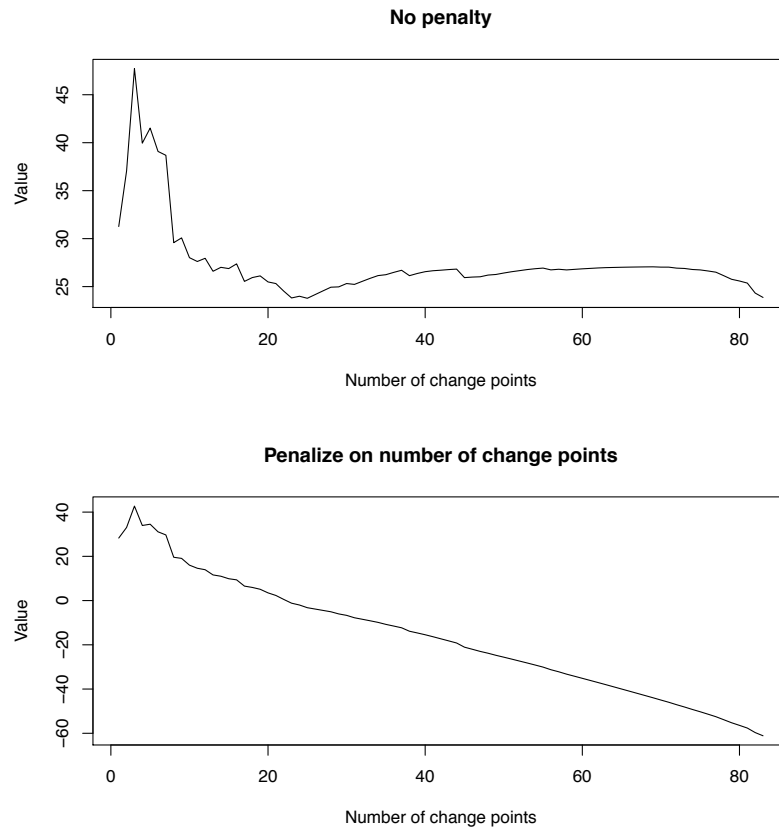 No penalty
45
40
35
30
25
Value
0 20 40 60 80
Number of change points
Penalize on number of change points
40
20
0
−20
−40
−60
Value
0 20 40 60 80
Number of change points